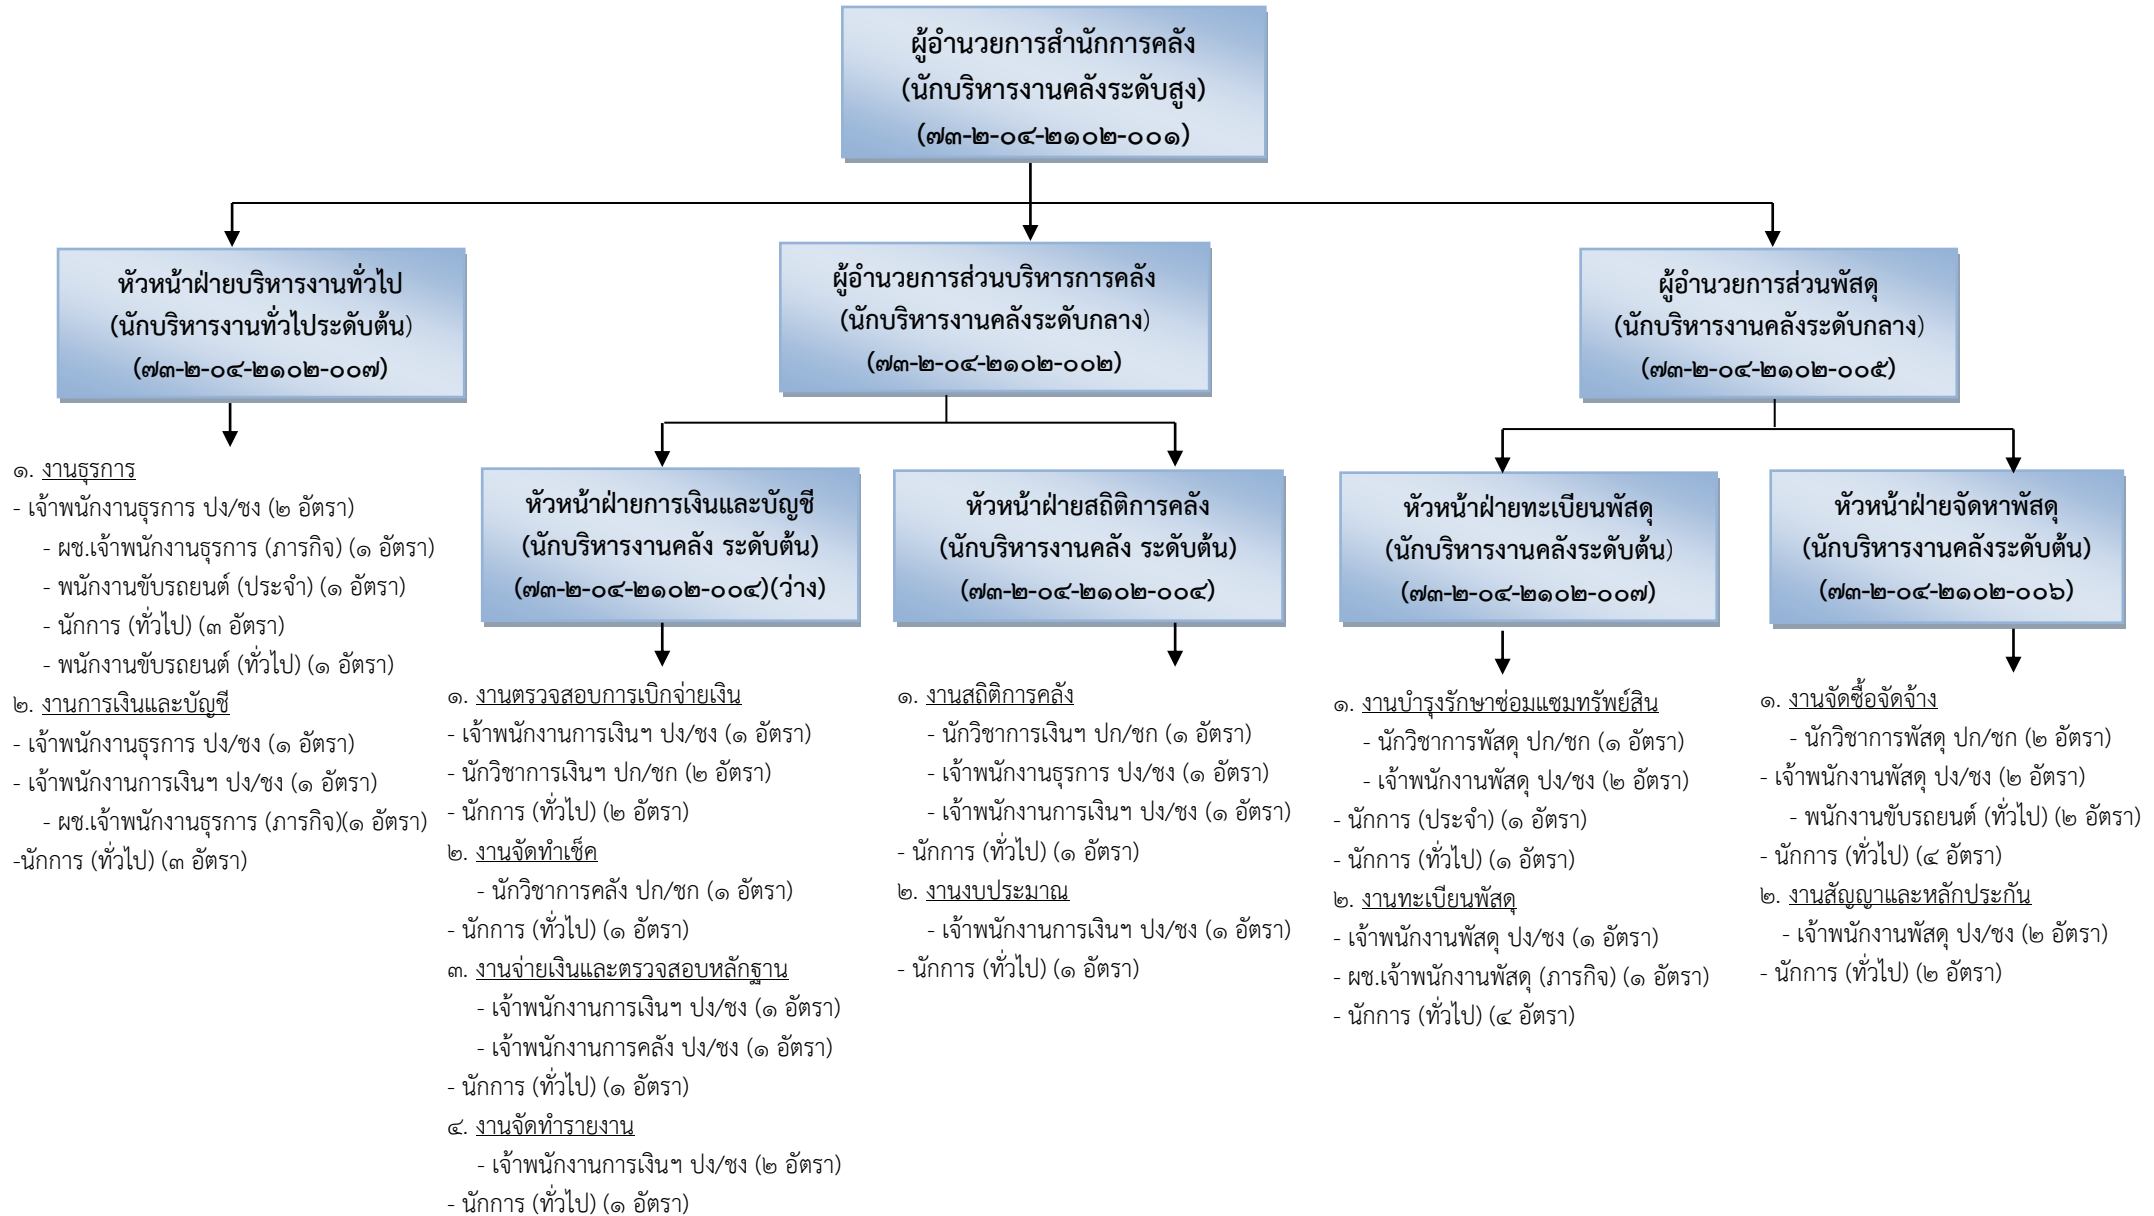 ผู้อำนวยการสำนักการคลัง
(นักบริหารงานคลังระดับสูง)
(๗๓-๒-๐๔-๒๑๐๒-๐๐๑)
หัวหน้าฝ่ายบริหารงานทั่วไป
(นักบริหารงานทั่วไประดับต้น)
(๗๓-๒-๐๔-๒๑๐๒-๐๐๗)
ผู้อำนวยการส่วนบริหารการคลัง
(นักบริหารงานคลังระดับกลาง)
(๗๓-๒-๐๔-๒๑๐๒-๐๐๒)
ผู้อำนวยการส่วนพัสดุ
(นักบริหารงานคลังระดับกลาง)
(๗๓-๒-๐๔-๒๑๐๒-๐๐๕)
หัวหน้าฝ่ายการเงินและบัญชี
(นักบริหารงานคลัง ระดับต้น)
(๗๓-๒-๐๔-๒๑๐๒-๐๐๔)(ว่าง)
หัวหน้าฝ่ายสถิติการคลัง
(นักบริหารงานคลัง ระดับต้น)
(๗๓-๒-๐๔-๒๑๐๒-๐๐๔)
หัวหน้าฝ่ายทะเบียนพัสดุ
(นักบริหารงานคลังระดับต้น)
(๗๓-๒-๐๔-๒๑๐๒-๐๐๗)
หัวหน้าฝ่ายจัดหาพัสดุ
(นักบริหารงานคลังระดับต้น)
(๗๓-๒-๐๔-๒๑๐๒-๐๐๖)
๑. งานธุรการ
- เจ้าพนักงานธุรการ ปง/ชง (๒ อัตรา)
- ผช.เจ้าพนักงานธุรการ (ภารกิจ) (๑ อัตรา)
- พนักงานขับรถยนต์ (ประจำ) (๑ อัตรา)
- นักการ (ทั่วไป) (๓ อัตรา)
- พนักงานขับรถยนต์ (ทั่วไป) (๑ อัตรา)
๒. งานการเงินและบัญชี
- เจ้าพนักงานธุรการ ปง/ชง (๑ อัตรา)
- เจ้าพนักงานการเงินฯ ปง/ชง (๑ อัตรา)
- ผช.เจ้าพนักงานธุรการ (ภารกิจ)(๑ อัตรา)
-นักการ (ทั่วไป) (๓ อัตรา)
๑. งานตรวจสอบการเบิกจ่ายเงิน
- เจ้าพนักงานการเงินฯ ปง/ชง (๑ อัตรา)
- นักวิชาการเงินฯ ปก/ชก (๒ อัตรา)
- นักการ (ทั่วไป) (๒ อัตรา)
๒. งานจัดทำเช็ค
- นักวิชาการคลัง ปก/ชก (๑ อัตรา)
- นักการ (ทั่วไป) (๑ อัตรา)
๓. งานจ่ายเงินและตรวจสอบหลักฐาน
- เจ้าพนักงานการเงินฯ ปง/ชง (๑ อัตรา)
- เจ้าพนักงานการคลัง ปง/ชง (๑ อัตรา)
- นักการ (ทั่วไป) (๑ อัตรา)
๔. งานจัดทำรายงาน
- เจ้าพนักงานการเงินฯ ปง/ชง (๒ อัตรา)
- นักการ (ทั่วไป) (๑ อัตรา)
๑. งานสถิติการคลัง
- นักวิชาการเงินฯ ปก/ชก (๑ อัตรา)
- เจ้าพนักงานธุรการ ปง/ชง (๑ อัตรา)
- เจ้าพนักงานการเงินฯ ปง/ชง (๑ อัตรา)
- นักการ (ทั่วไป) (๑ อัตรา)
๒. งานงบประมาณ
- เจ้าพนักงานการเงินฯ ปง/ชง (๑ อัตรา)
- นักการ (ทั่วไป) (๑ อัตรา)
๑. งานบำรุงรักษาซ่อมแซมทรัพย์สิน
- นักวิชาการพัสดุ ปก/ชก (๑ อัตรา)
- เจ้าพนักงานพัสดุ ปง/ชง (๒ อัตรา)
- นักการ (ประจำ) (๑ อัตรา)
- นักการ (ทั่วไป) (๑ อัตรา)
๒. งานทะเบียนพัสดุ
- เจ้าพนักงานพัสดุ ปง/ชง (๑ อัตรา)
- ผช.เจ้าพนักงานพัสดุ (ภารกิจ) (๑ อัตรา)
- นักการ (ทั่วไป) (๔ อัตรา)
๑. งานจัดซื้อจัดจ้าง
- นักวิชาการพัสดุ ปก/ชก (๒ อัตรา)
- เจ้าพนักงานพัสดุ ปง/ชง (๒ อัตรา)
- พนักงานขับรถยนต์ (ทั่วไป) (๒ อัตรา)
- นักการ (ทั่วไป) (๔ อัตรา)
๒. งานสัญญาและหลักประกัน
- เจ้าพนักงานพัสดุ ปง/ชง (๒ อัตรา)
- นักการ (ทั่วไป) (๒ อัตรา)